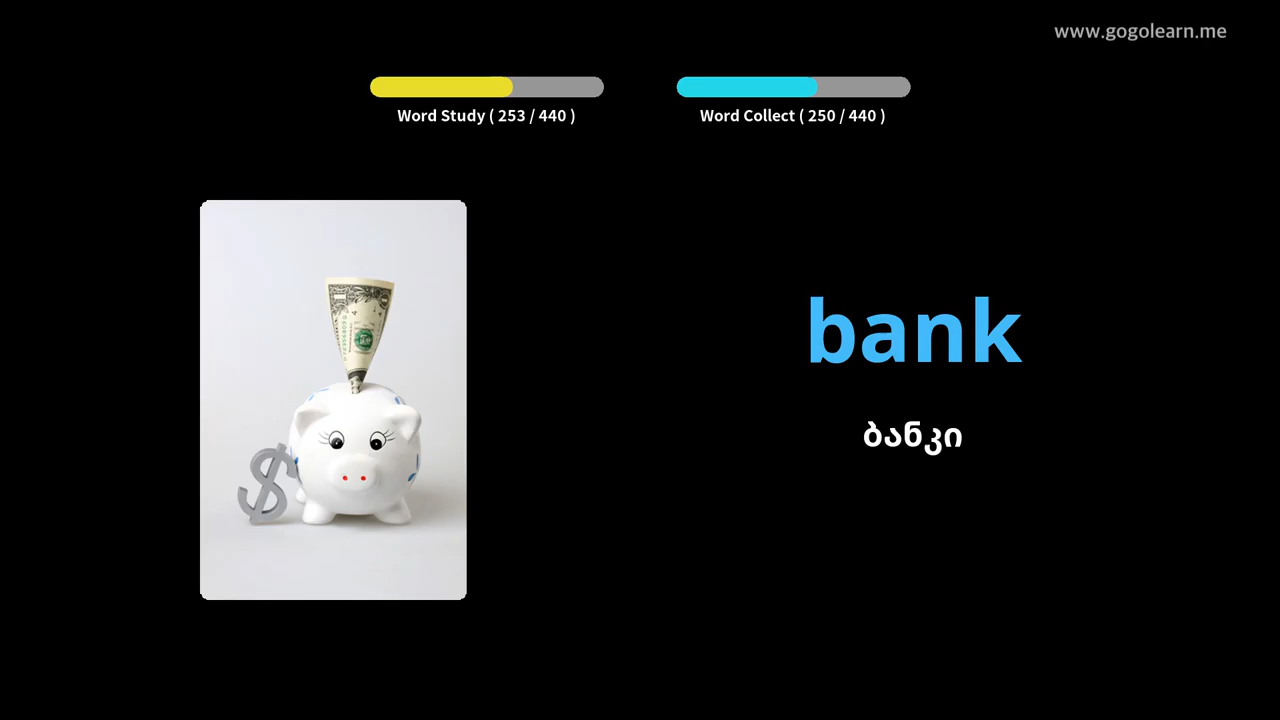 www.gogolearn.me
Word Study ( 253 / 440 )
Word Collect ( 250 / 440 )
$
bank
ბანკი